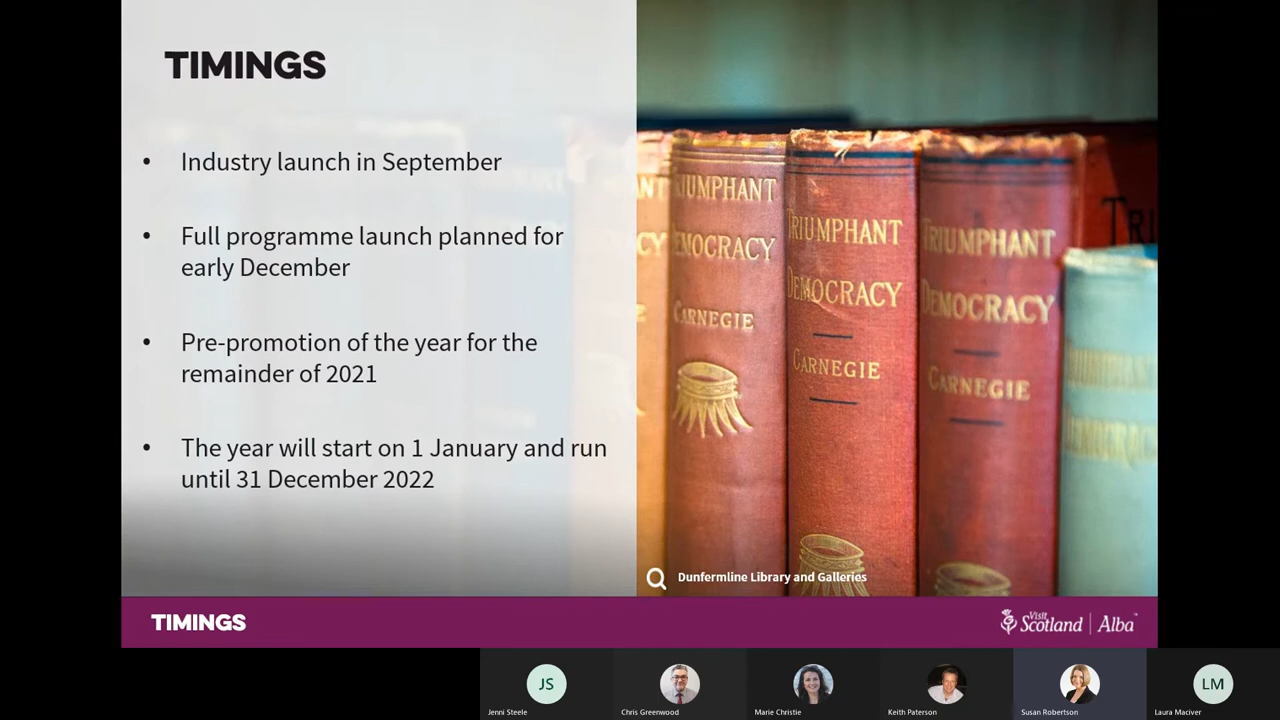 TIMINGS
• Industry launch in September
• Full programme launch planned for
early December
• Pre-promotion of the year for the
remainder of 2021
• The year will start on 1 January and run
until 31 December 2022
TRIUMPHANT
DEMOCRACY
CARNEGIE
TRIUMPHANT
DEMOCRACY
CARNEGIE
TRIUMPHANT
DEMOCRACY
CARNEGIE
Dunfermline Library and Galleries
TIMINGS
Visit
Scotland | Alba™
JS
LM
Jenni Steele
Chris Greenwood
Marie Christie
Keith Paterson
Susan Robertson
Laura Maciver